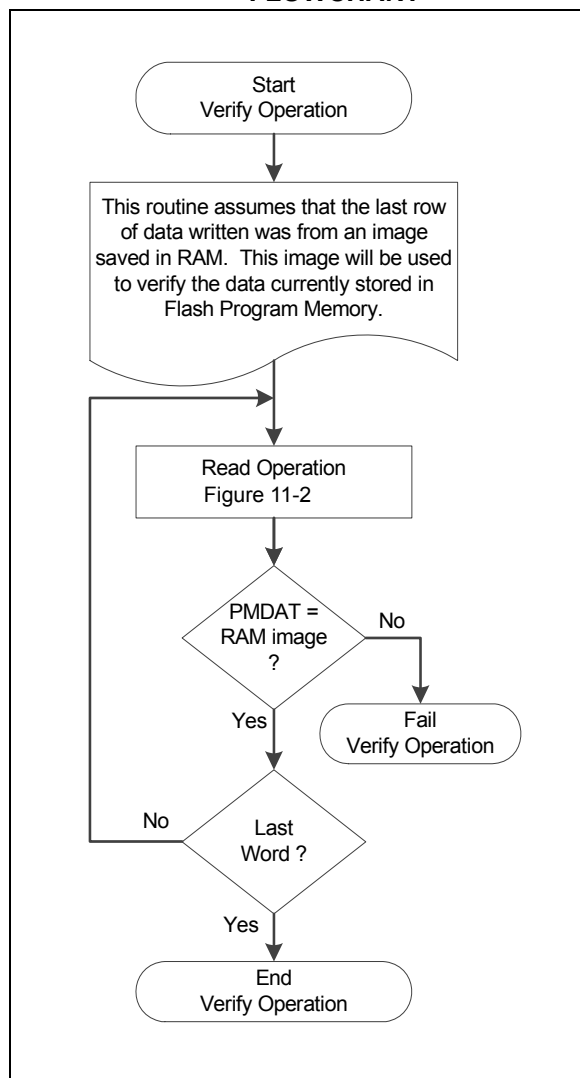 FLOWCHART
Start
Verify Operation
This routine assumes that the last row
of data written was from an image
saved in RAM. This image will be used
to verify the data currently stored in
Flash Program Memory.
Read Operation
Figure 11-2
PMDAT =
RAM image
?
No
Yes
Fail
Verify Operation
No
Last
Word ?
Yes
End
Verify Operation